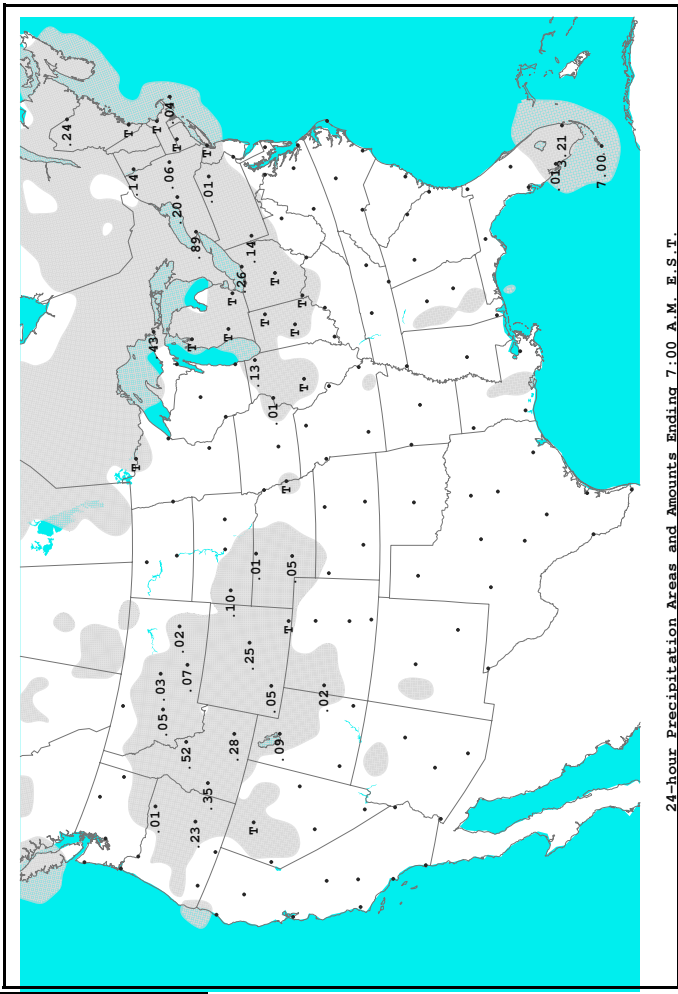 .24
T
.14
T
T
.43
.01
.03
.05
.04
.06
T
.20
.02
.52
.07
T
.23
.89
T
.01
.35
T
.10
T
.28
.26
.14
.25
T
.13
.01
T
.05
.01
T
.09
T
T
.05
T
T
T
.02
.01
3.21
7.00
24-hour Precipitation Areas and Amounts Ending 7:00 A.M. E.S.T.